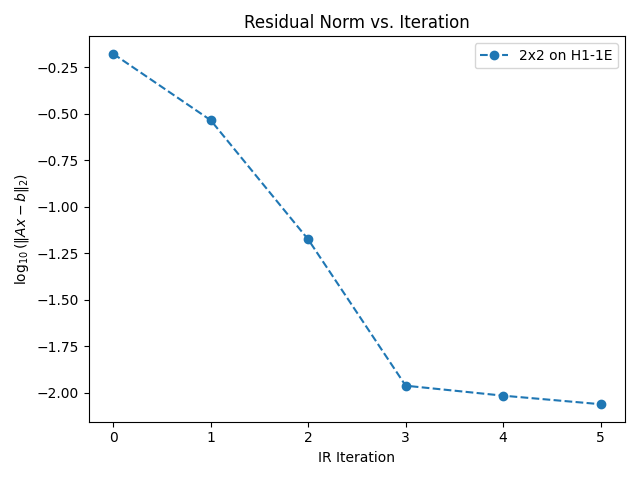 Residual Norm vs. Iteration
2x2 on H1-1E
−0.25
−0.50
−0.75
−1.00
−1.25
−1.50
−1.75
−2.00
log₁₀(‖Ax − b‖₂)
0 1 2 3 4 5
IR Iteration